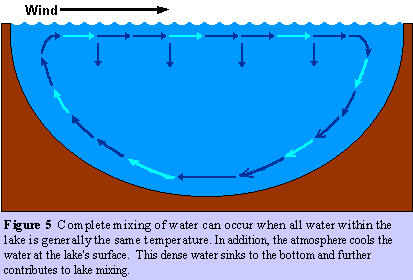 Wind
Figure 5 Complete mixing of water can occur when all water within the
lake is generally the same temperature. In addition, the atmosphere cools the
water at the lake's surface. This dense water sinks to the bottom and further
contributes to lake mixing.